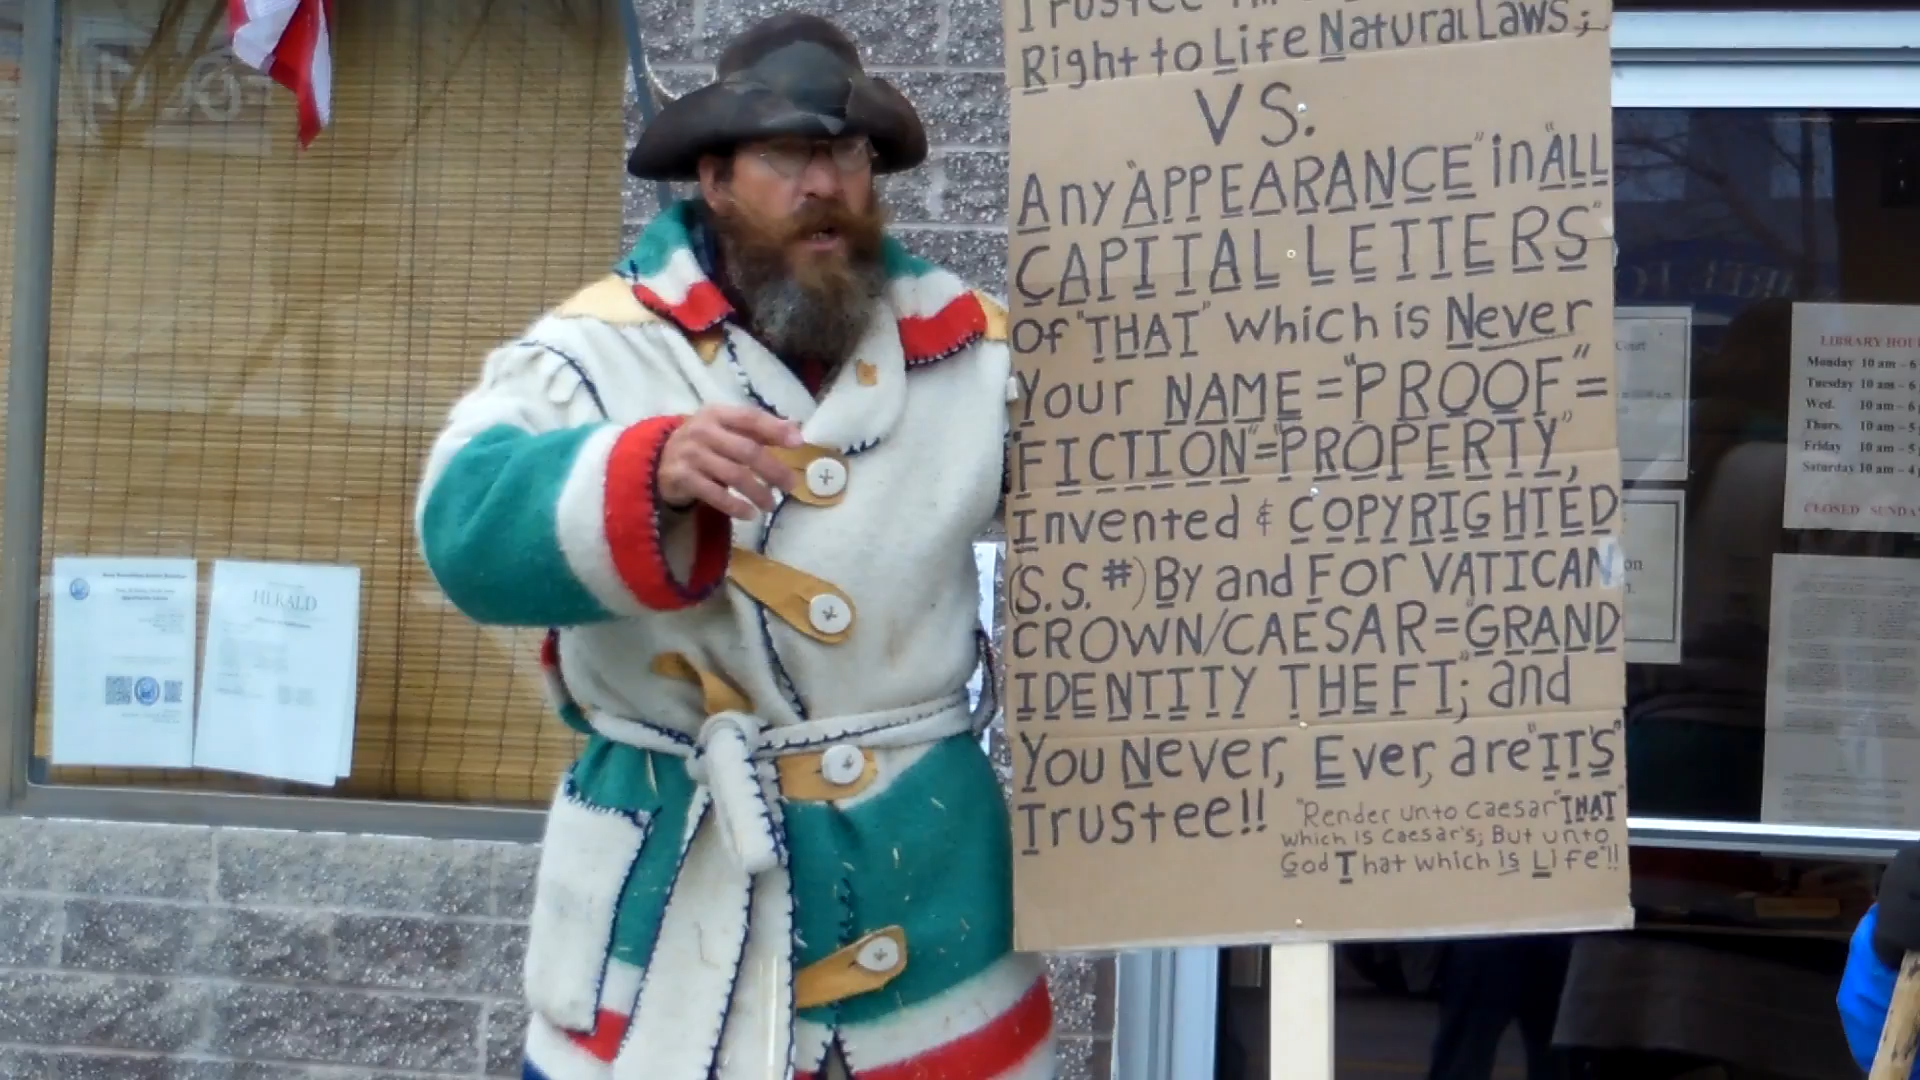 Trustee
Right to Life Natural Laws;
VS.
Any "APPEARANCE" in "ALL
CAPITAL LETTERS"
Of "THAT" which is Never
Your NAME = "PROOF" =
"FICTION" = "PROPERTY,"
Invented & COPYRIGHTED
(S.S.#) By and For VATICAN
CROWN/CAESAR = "GRAND
IDENTITY THEFT"; and
You Never, Ever, are "IT'S"
Trustee!!
"Render unto Caesar "THAT"
which is Caesar's; But unto
God That which is Life"!!
LIBRARY HOU
Monday 10 am - 6
Tuesday 10 am - 6
Wed. 10 am - 6
Thurs. 10 am - 5
Friday 10 am - 5
Saturday 10 am - 4
CLOSED SUNDA
Court
on
HERALD